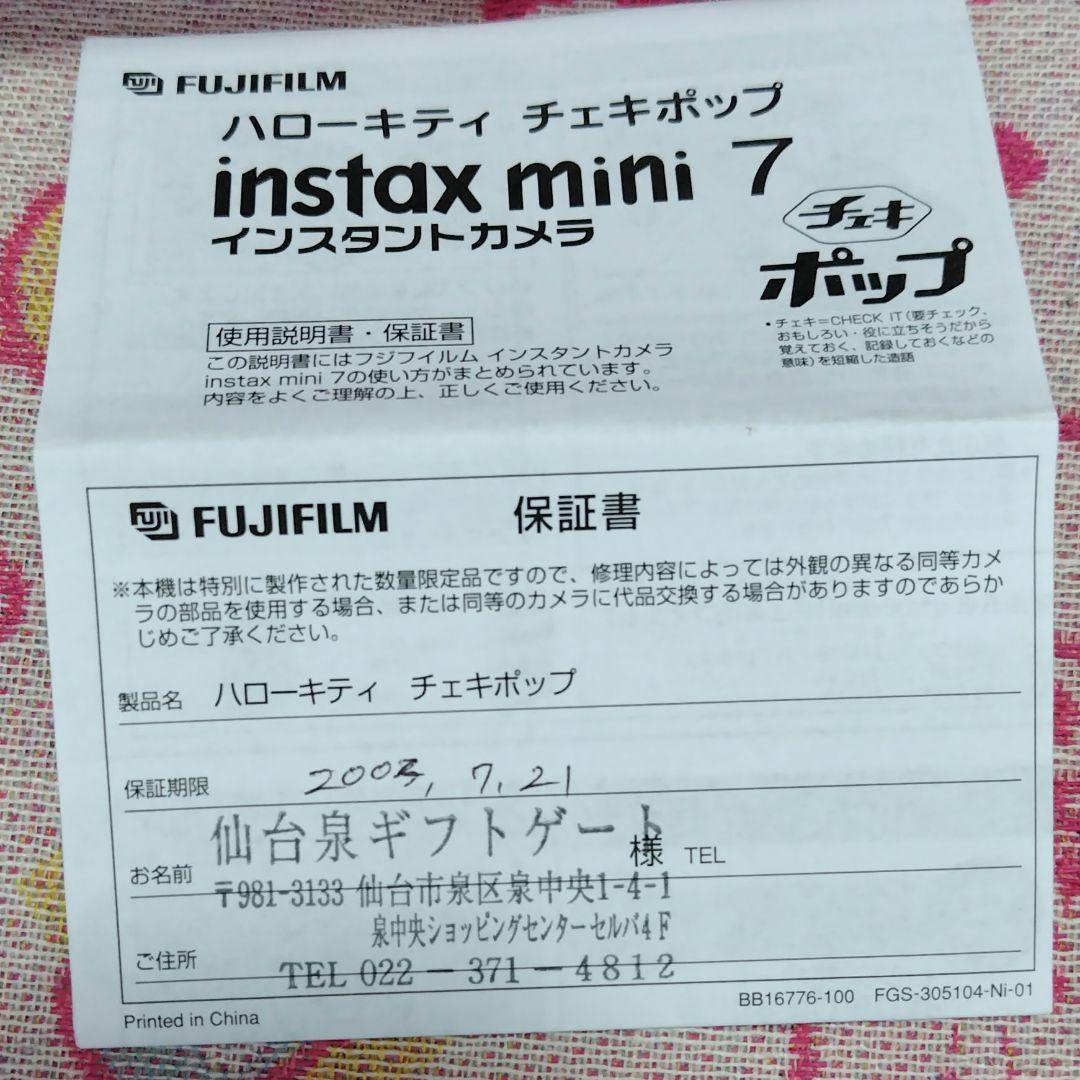 FUJI FUJIFILM
ハローキティ チェキポップ
instax mini 7
インスタントカメラ
チェキ
ポップ
•チェキ=CHECK IT(要チェック、
おもしろい・役に立ちそうだから
覚えておく、記録しておくなどの
意味)を短縮した造語
使用説明書・保証書
この説明書にはフジフイルム インスタントカメラ
instax mini 7の使い方がまとめられています。
内容をよくご理解の上、正しくご使用ください。
FUJI FUJIFILM 保証書
※本機は特別に製作された数量限定品ですので、修理内容によっては外観の異なる同等カメ
ラの部品を使用する場合、または同等のカメラに代品交換する場合がありますのであらか
じめご了承ください。
製品名 ハローキティ チェキポップ
保証期限 2003, 7, 21
仙台泉ギフトゲート
お名前 様 TEL
〒981-3133 仙台市泉区泉中央1-4-1
泉中央ショッピングセンターセルバ4F
ご住所
TEL 022-371-4812
BB16776-100 FGS-305104-Ni-01
Printed in China